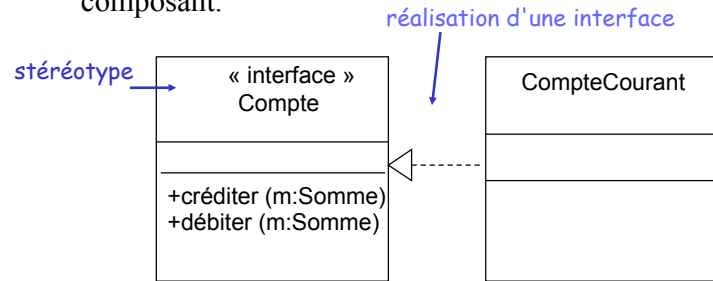 composant.
réalisation d'une interface
stéréotype
« interface »
Compte
CompteCourant
+créditer (m:Somme)
+débiter (m:Somme)